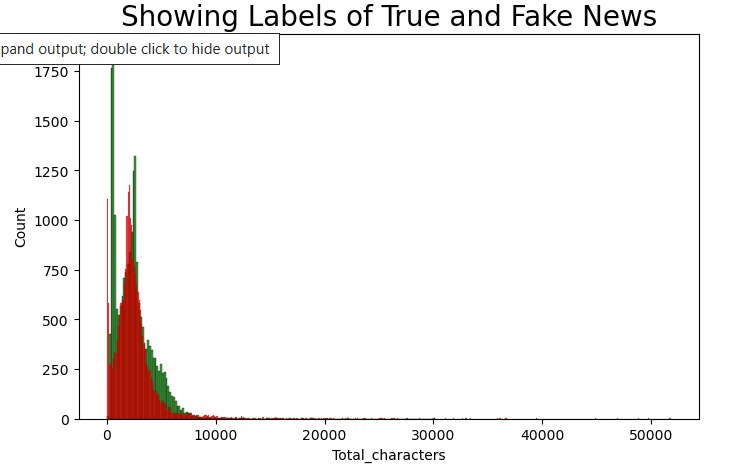 Showing Labels of True and Fake News
pand output; double click to hide output
1750
1500
1250
1000
750
500
250
0
Count
0 10000 20000 30000 40000 50000
Total_characters